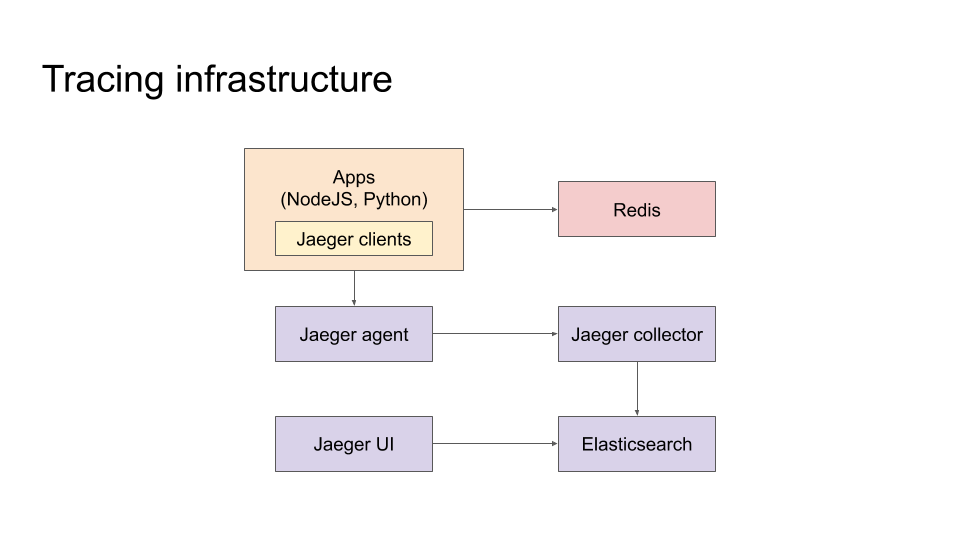 Tracing infrastructure
Apps
(NodeJS, Python)
Jaeger clients
Redis
Jaeger agent
Jaeger collector
Jaeger UI
Elasticsearch